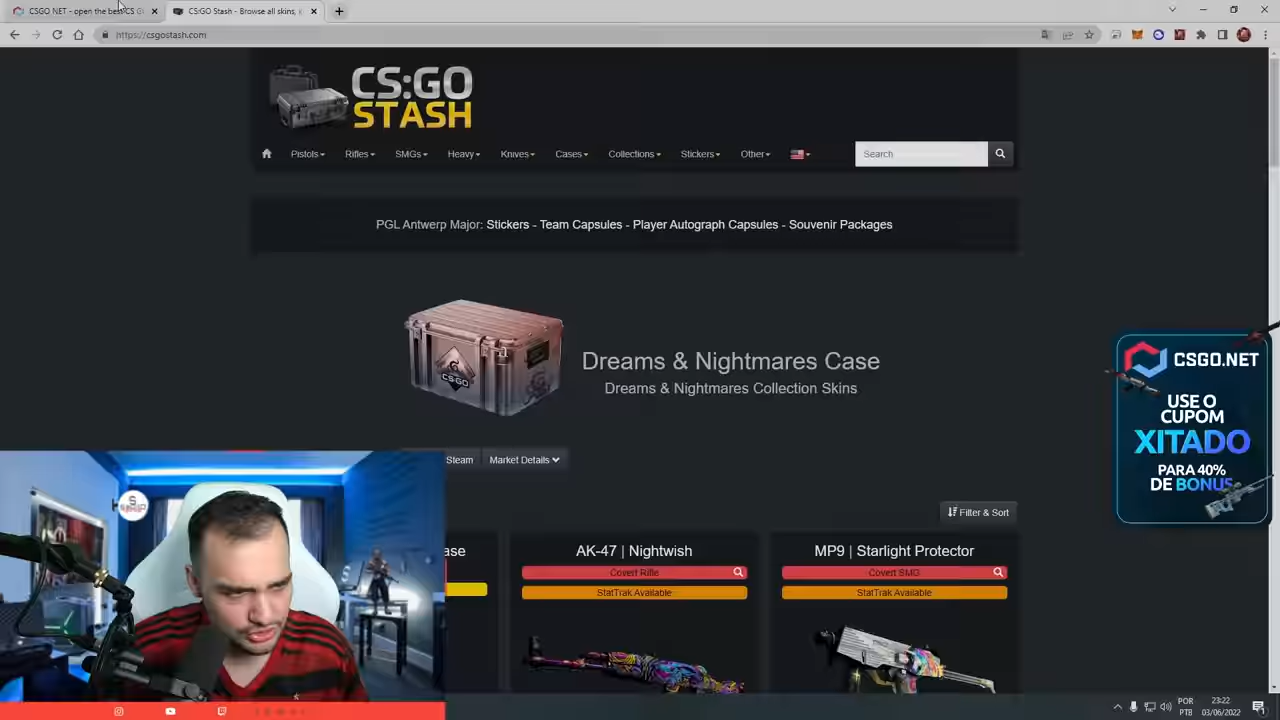 CSGO NET - open the best CS G
CS:GO Stash - Browse all skins, k
https://csgostash.com
CS:GO
STASH
Pistols
Rifles
SMGs
Heavy
Knives
Cases
Collections
Stickers
Other
Search
PGL Antwerp Major: Stickers - Team Capsules - Player Autograph Capsules - Souvenir Packages
CS:GO
Dreams & Nightmares Case
Dreams & Nightmares Collection Skins
CSGO.NET
USE O
CUPOM
XITADO
PARA 40%
DE BONUS
Steam
Market Details
Filter & Sort
ase
AK-47 | Nightwish
Covert Rifle
StatTrak Available
MP9 | Starlight Protector
Covert SMG
StatTrak Available
POR
PTB
23:22
03/06/2022